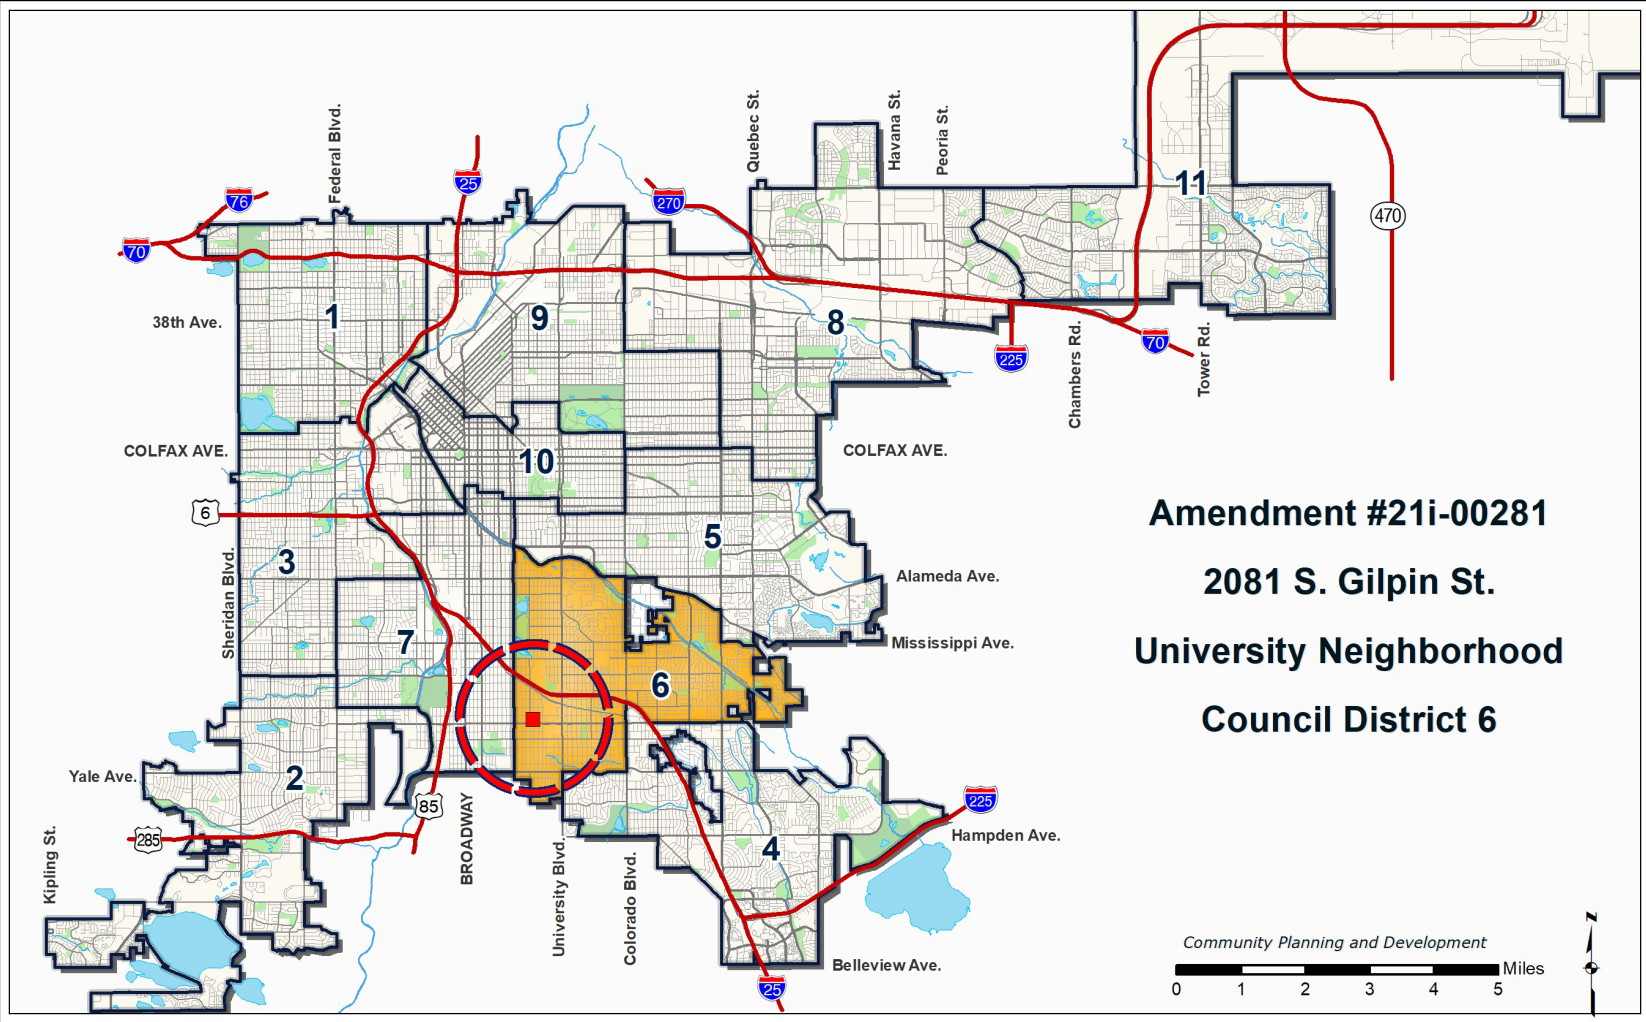 Federal Blvd.
Quebec St.
Havana St.
Peoria St.
76
25
270
11
470
70
38th Ave.
1
9
8
225
Chambers Rd.
70
Tower Rd.
COLFAX AVE.
10
COLFAX AVE.
6
Sheridan Blvd.
3
5
Alameda Ave.
7
Mississippi Ave.
6
Amendment #21i-00281
2081 S. Gilpin St.
University Neighborhood
Council District 6
Yale Ave.
2
85
285
Kipling St.
BROADWAY
University Blvd.
Colorado Blvd.
4
225
Hampden Ave.
Belleview Ave.
25
Community Planning and Development
Miles
0 1 2 3 4 5
N